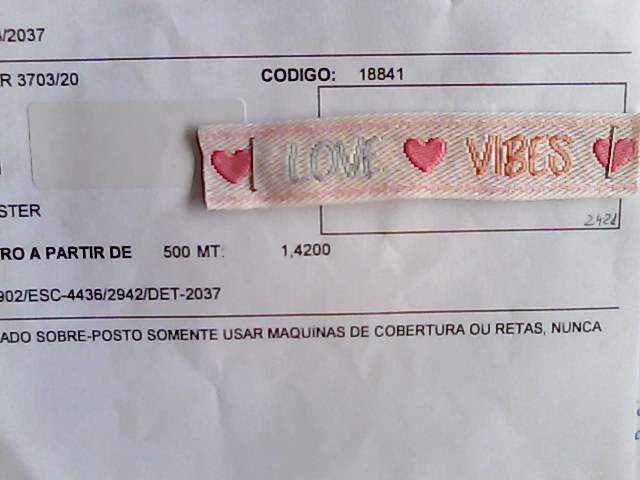 /2037
R 3703/20 CODIGO: 18841
LOVE VIBES
STER
2421
RO A PARTIR DE 500 MT: 1,4200
902/ESC-4436/2942/DET-2037
ADO SOBRE-POSTO SOMENTE USAR MAQUINAS DE COBERTURA OU RETAS, NUNCA